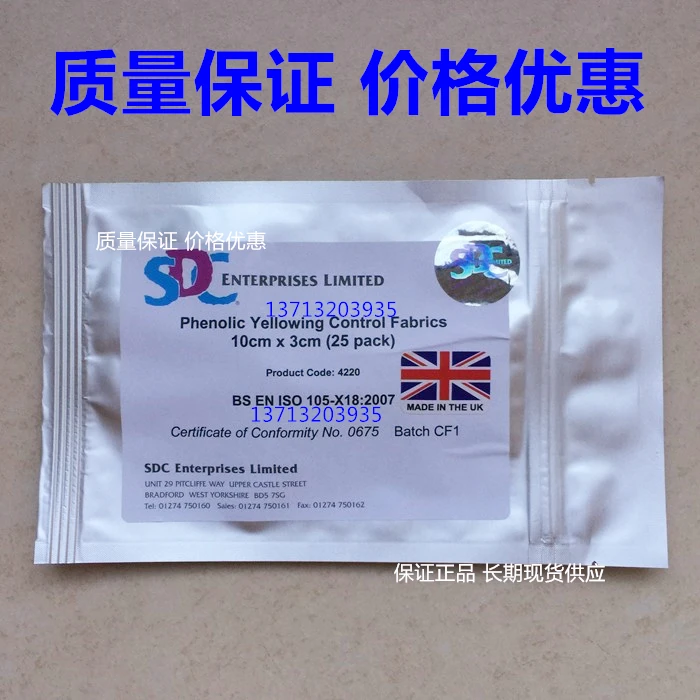 质量保证 价格优惠
质量保证 价格优惠
SDC ENTERPRISES LIMITED
SDC LIMITED
13713203935
Phenolic Yellowing Control Fabrics
10cm x 3cm (25 pack)
Product Code: 4220
BS EN ISO 105-X18:2007
MADE IN THE UK
13713203935
Certificate of Conformity No. 0675 Batch CF1
SDC Enterprises Limited
UNIT 29 PITCLIFFE WAY UPPER CASTLE STREET
BRADFORD WEST YORKSHIRE BD5 7SG
Tel: 01274 750160 Sales: 01274 750161 Fax: 01274 750162
保证正品 长期现货供应